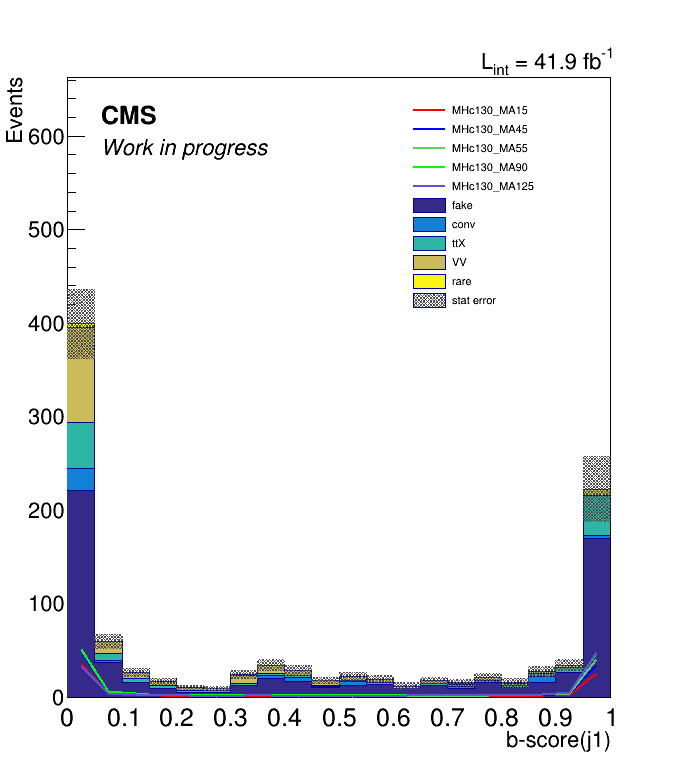 L_int = 41.9 fb^-1
Events
CMS
Work in progress
MHc130_MA15
MHc130_MA45
MHc130_MA55
MHc130_MA90
MHc130_MA125
fake
conv
ttX
VV
rare
stat error
600
500
400
300
200
100
0
0 0.1 0.2 0.3 0.4 0.5 0.6 0.7 0.8 0.9 1
b-score(j1)